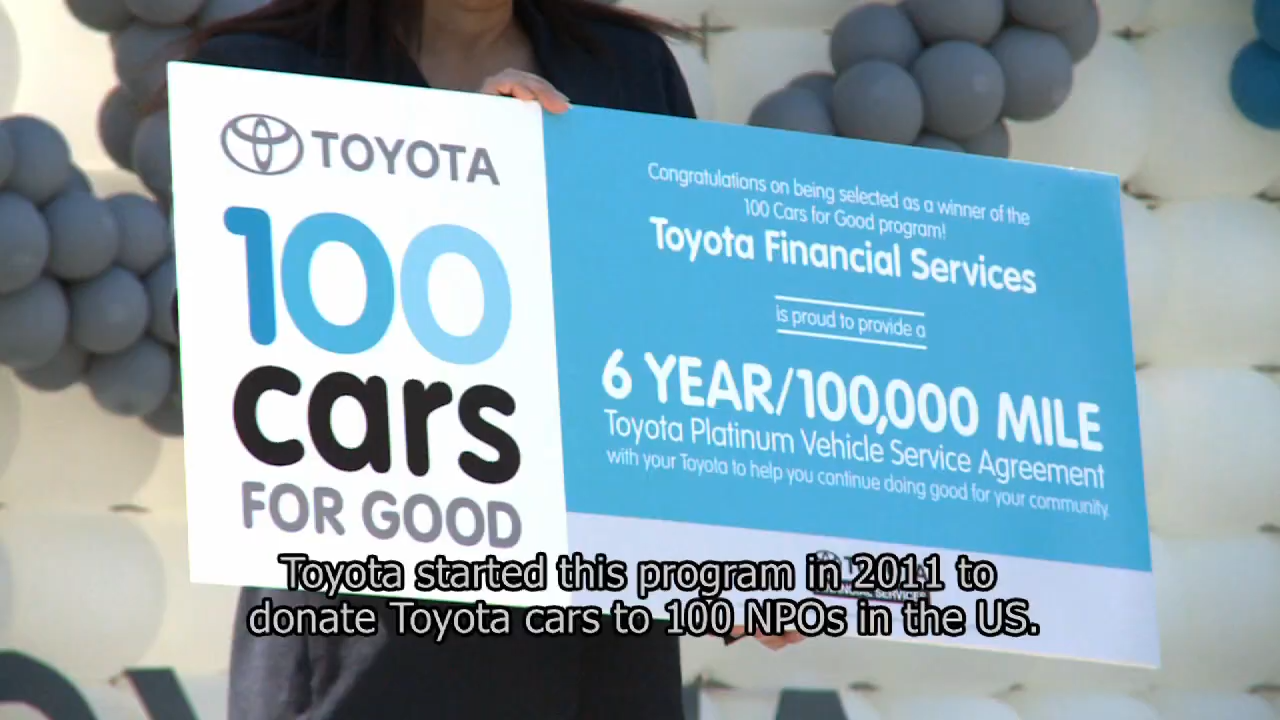 TOYOTA
100
cars
FOR GOOD
Congratulations on being selected as a winner of the
100 Cars for Good program!
Toyota Financial Services
is proud to provide a
6 YEAR/100,000 MILE
Toyota Platinum Vehicle Service Agreement
with your Toyota to help you continue doing good for your community.
Toyota started this program in 2011 to
donate Toyota cars to 100 NPOs in the US.